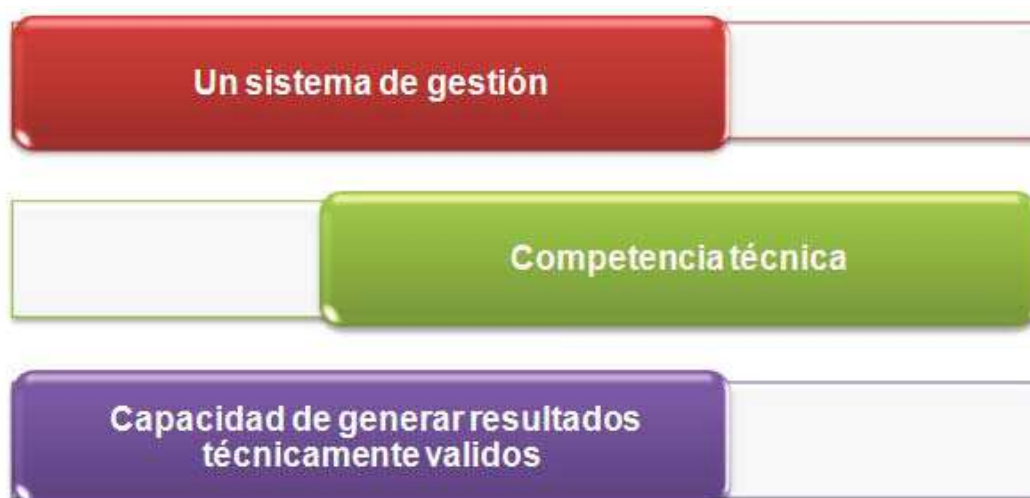 Un sistema de gestión
Competencia técnica
Capacidad de generar resultados
técnicamente validos